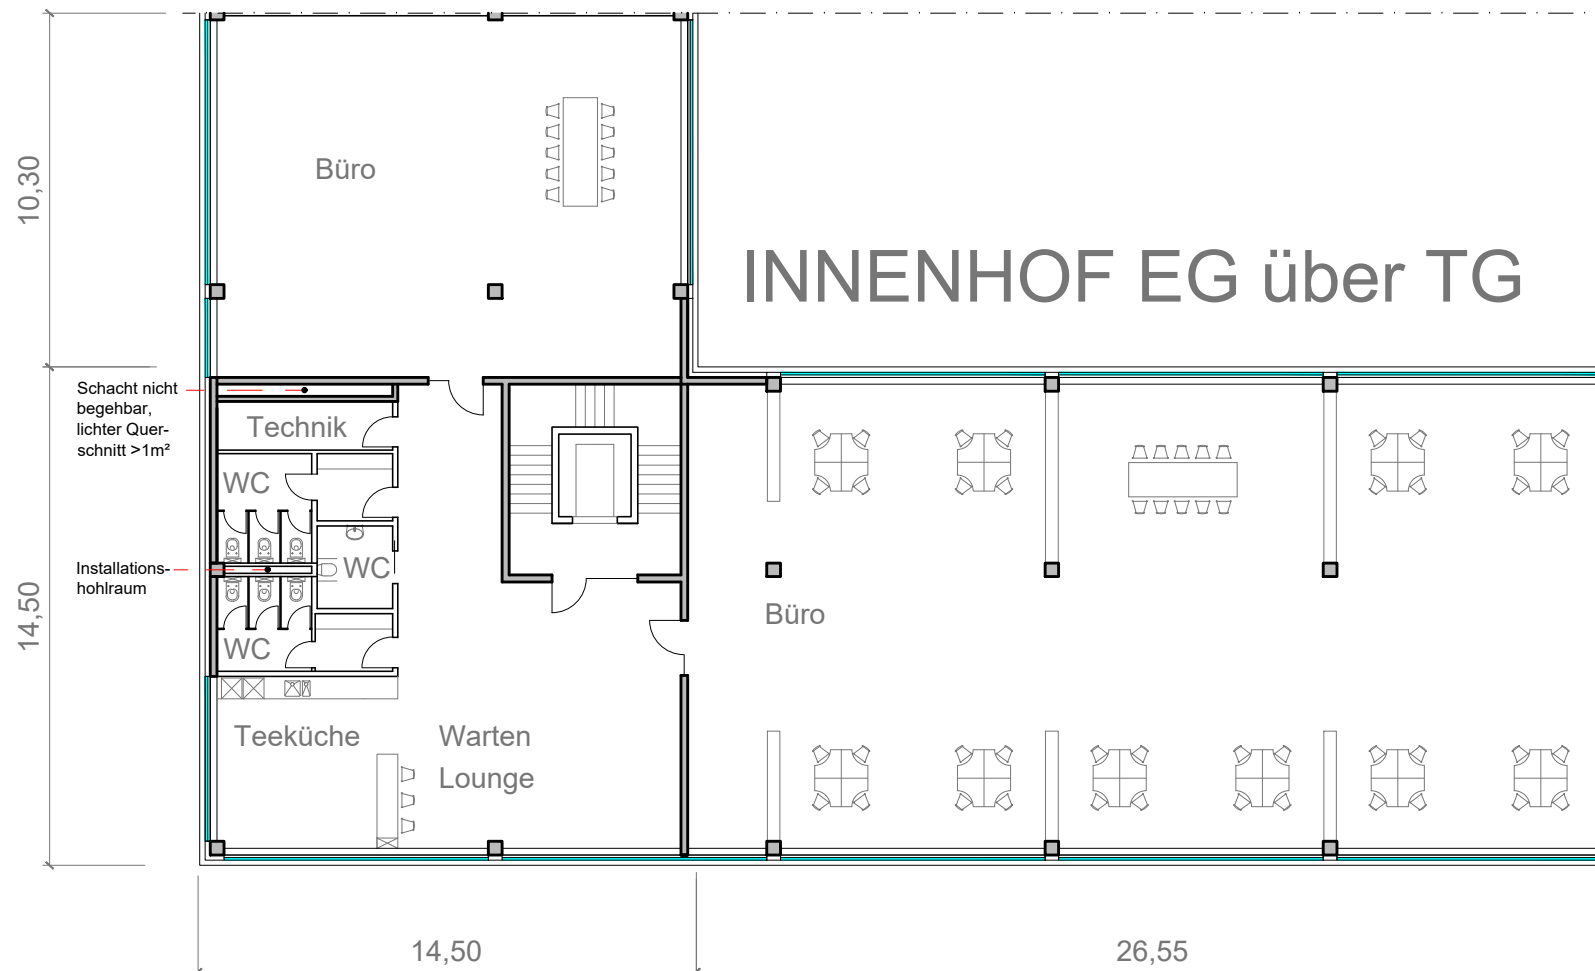 10,30
Büro
INNENHOF EG über TG
Schacht nicht
begehbar,
lichter Quer-
schnitt >1m²
Technik
WC
WC
Installations-
hohlraum
14,50
Büro
WC
Teeküche
Warten
Lounge
14,50
26,55